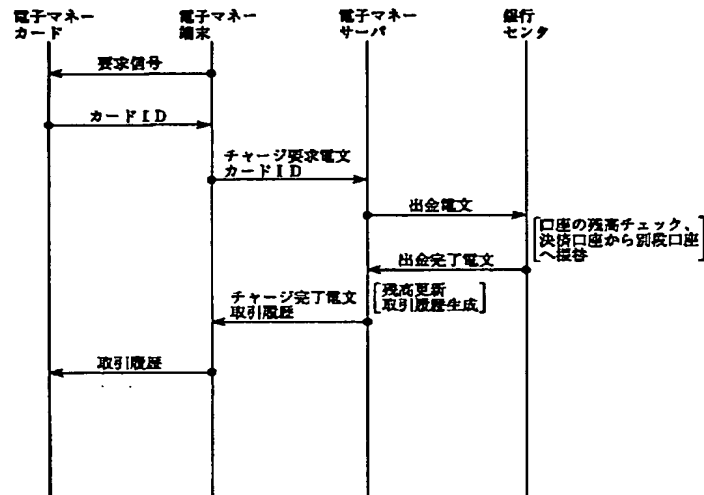 電子マネー
カード
電子マネー
端末
電子マネー
サーバ
銀行
センタ
要求信号
カードID
チャージ要求電文
カードID
出金電文
口座の残高チェック、
決済口座から別段口座
へ振替
出金完了電文
チャージ完了電文
取引履歴
残高更新
取引履歴生成
取引履歴